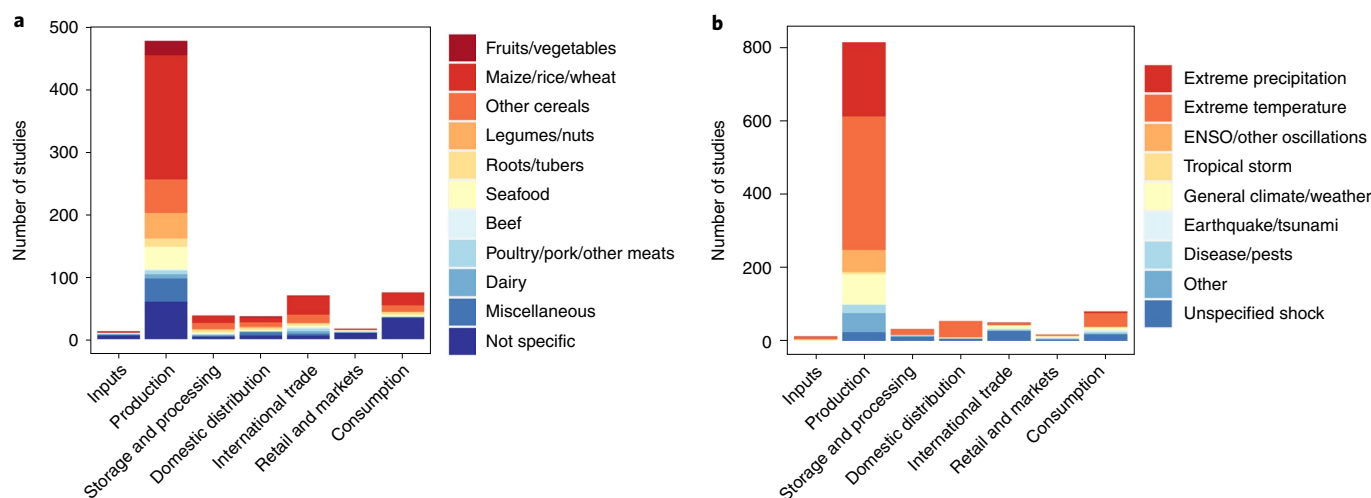 a
500
400
300
200
100
0
Number of studies
Inputs
Production
Storage and processing
Domestic distribution
International trade
Retail and markets
Consumption
Fruits/vegetables
Maize/rice/wheat
Other cereals
Legumes/nuts
Roots/tubers
Seafood
Beef
Poultry/pork/other meats
Dairy
Miscellaneous
Not specific
b
800
600
400
200
0
Number of studies
Inputs
Production
Storage and processing
Domestic distribution
International trade
Retail and markets
Consumption
Extreme precipitation
Extreme temperature
ENSO/other oscillations
Tropical storm
General climate/weather
Earthquake/tsunami
Disease/pests
Other
Unspecified shock